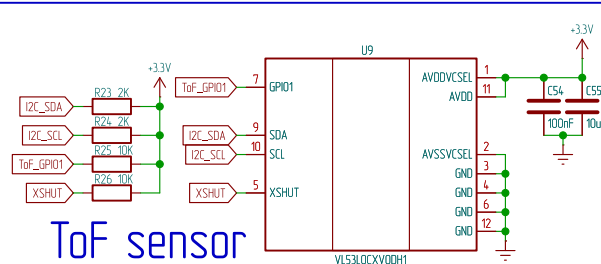 +3.3V
U9
+3.3V
R23 2K
I2C_SDA
R24 2K
I2C_SCL
R25 10K
ToF_GPIO1
R26 10K
XSHUT
ToF_GPIO1 7 GPIO1
I2C_SDA 9 SDA
I2C_SCL 10 SCL
XSHUT 5 XSHUT
AVDDVCSEL 1
AVDD 11
AVSSVCSEL 2
GND 3
GND 4
GND 6
GND 12
C54
100nF
C55
10u
ToF sensor
VL53L0CXV0DH1